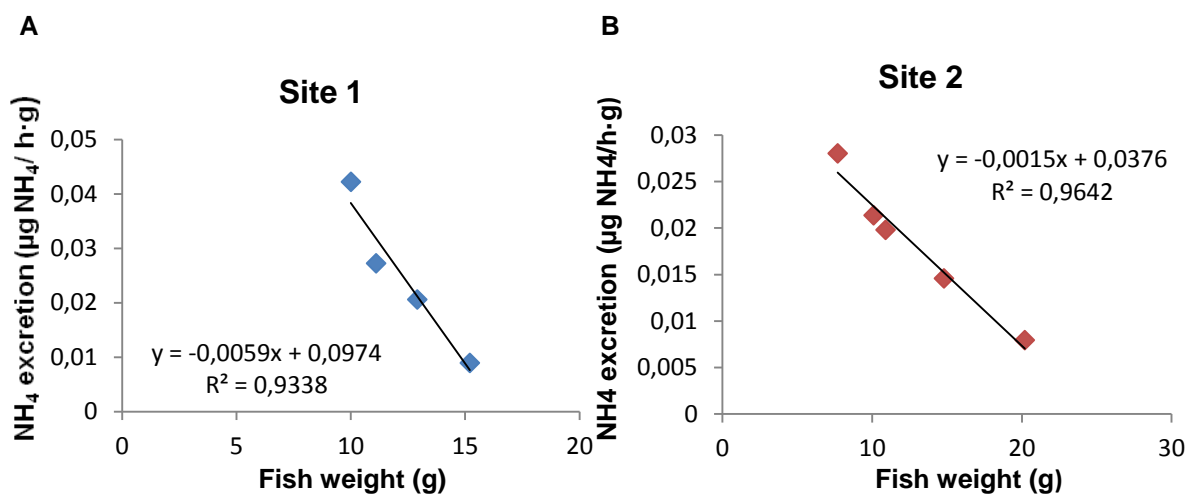 A
Site 1
NH₄ excretion (µg NH₄/ h·g)
0,05
0,04
0,03
0,02
0,01
0
y = -0,0059x + 0,0974
R² = 0,9338
0 5 10 15 20
Fish weight (g)
B
Site 2
NH4 excretion (µg NH4/h·g)
0,03
0,025
0,02
0,015
0,01
0,005
0
y = -0,0015x + 0,0376
R² = 0,9642
0 10 20 30
Fish weight (g)